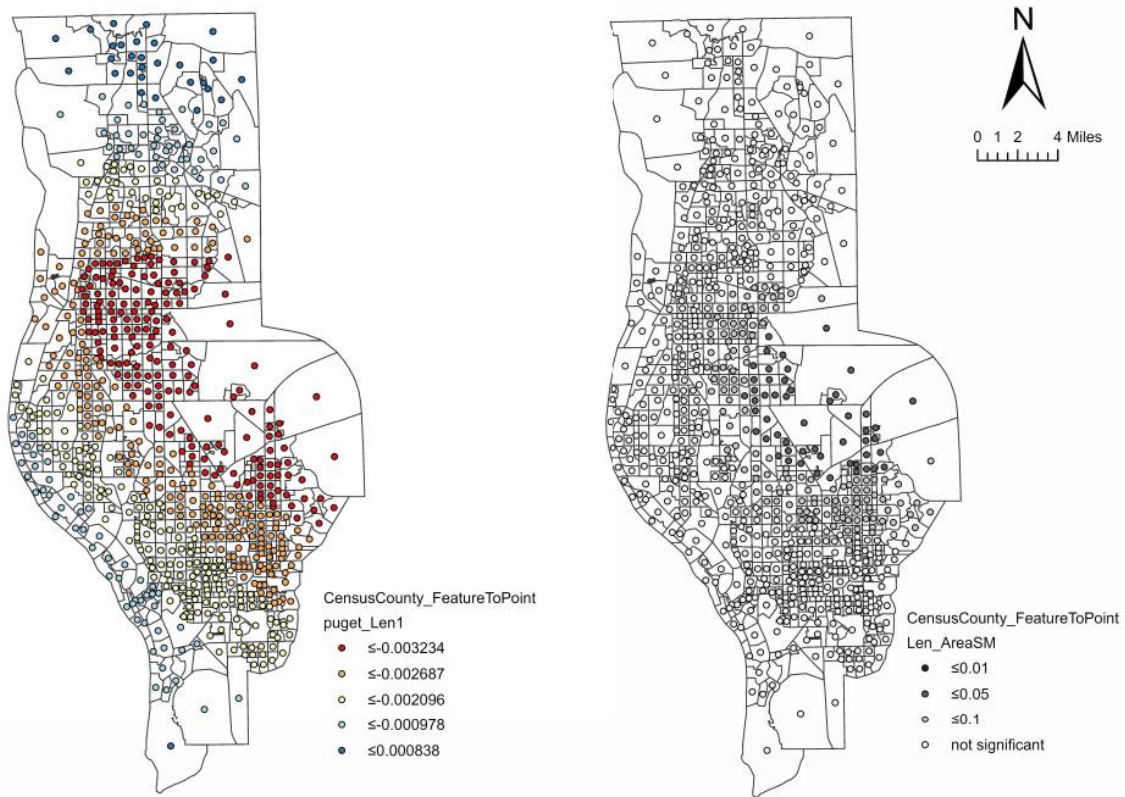 N
0 1 2 4 Miles
CensusCounty_FeatureToPoint
puget_Len1
≤-0.003234
≤-0.002687
≤-0.002096
≤-0.000978
≤0.000838
CensusCounty_FeatureToPoint
Len_AreaSM
≤0.01
≤0.05
≤0.1
not significant